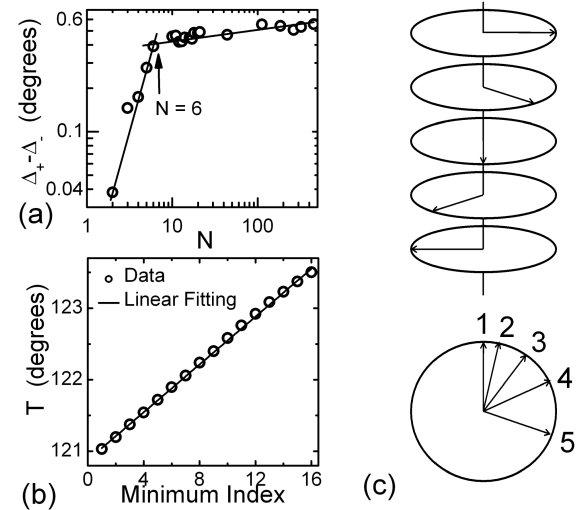 0.6
0.1
0.04
Δ₊-Δ₋ (degrees)
N = 6
1 10 100
N
(a)
Data
Linear Fitting
123
122
121
T (degrees)
0 4 8 12 16
Minimum Index
(b)
1
2
3
4
5
(c)